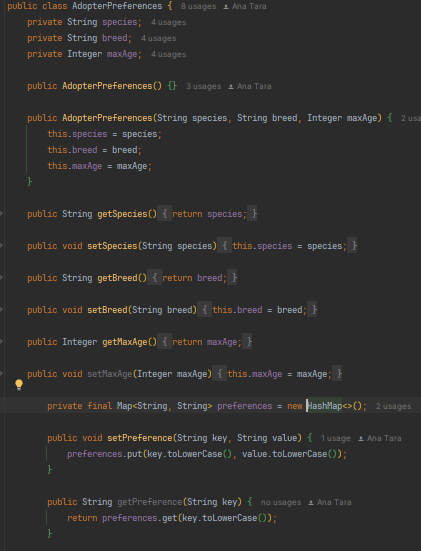 public class AdopterPreferences { 8 usages Ana Tara
private String species; 4 usages
private String breed; 4 usages
private Integer maxAge; 4 usages
public AdopterPreferences() {} 3 usages Ana Tara
public AdopterPreferences(String species, String breed, Integer maxAge) { 2 usa
this.species = species;
this.breed = breed;
this.maxAge = maxAge;
}
public String getSpecies() { return species; }
public void setSpecies(String species) { this.species = species; }
public String getBreed() { return breed; }
public void setBreed(String breed) { this.breed = breed; }
public Integer getMaxAge() { return maxAge; }
public void setMaxAge(Integer maxAge) { this.maxAge = maxAge; }
private final Map<String, String> preferences = new HashMap<>(); 2 usages
public void setPreference(String key, String value) { 1 usage Ana Tara
preferences.put(key.toLowerCase(), value.toLowerCase());
}
public String getPreference(String key) { no usages Ana Tara
return preferences.get(key.toLowerCase());
}